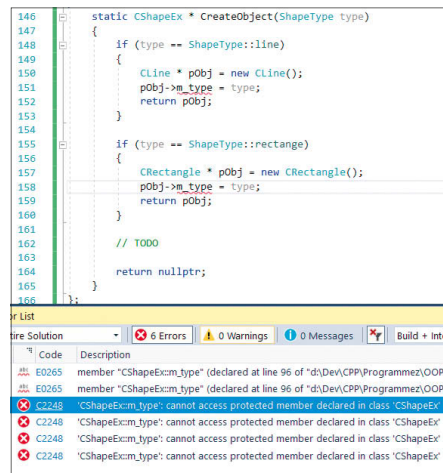 146 static CShapeEx * CreateObject(ShapeType type)
147 {
148 if (type == ShapeType::line)
149 {
150 CLine * pObj = new CLine();
151 pObj->m_type = type;
152 return pObj;
153 }
154
155 if (type == ShapeType::rectange)
156 {
157 CRectangle * pObj = new CRectangle();
158 pObj->m_type = type;
159 return pObj;
160 }
161
162 // TODO
163
164 return nullptr;
165 }
166 };
or List
tire Solution 6 Errors 0 Warnings 0 Messages Build + Inte
Code Description
abc E0265 member "CShapeEx::m_type" (declared at line 96 of "d:\Dev\CPP\Programmez\OOP
abc E0265 member "CShapeEx::m_type" (declared at line 96 of "d:\Dev\CPP\Programmez\OOP
C2248 'CShapeEx::m_type': cannot access protected member declared in class 'CShapeEx'
C2248 'CShapeEx::m_type': cannot access protected member declared in class 'CShapeEx'
C2248 'CShapeEx::m_type': cannot access protected member declared in class 'CShapeEx'
C2248 'CShapeEx::m_type': cannot access protected member declared in class 'CShapeEx'